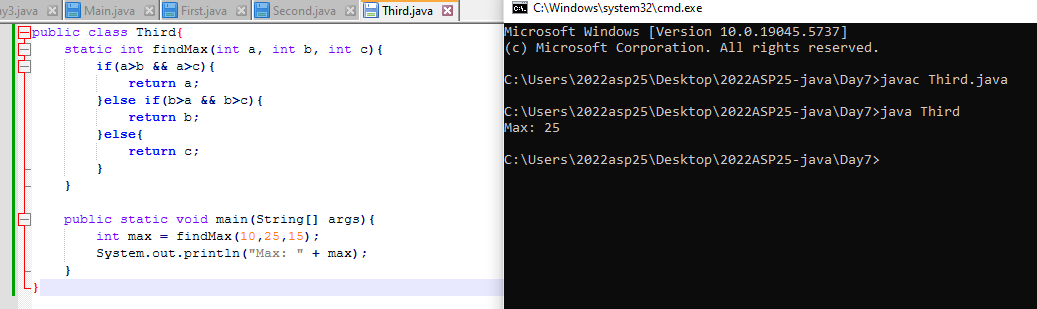 y3.java Main.java First.java Second.java Third.java
public class Third{
static int findMax(int a, int b, int c){
if(a>b && a>c){
return a;
}else if(b>a && b>c){
return b;
}else{
return c;
}
}
public static void main(String[] args){
int max = findMax(10,25,15);
System.out.println("Max: " + max);
}
}
C:\Windows\system32\cmd.exe
Microsoft Windows [Version 10.0.19045.5737]
(c) Microsoft Corporation. All rights reserved.
C:\Users\2022asp25\Desktop\2022ASP25-java\Day7>javac Third.java
C:\Users\2022asp25\Desktop\2022ASP25-java\Day7>java Third
Max: 25
C:\Users\2022asp25\Desktop\2022ASP25-java\Day7>